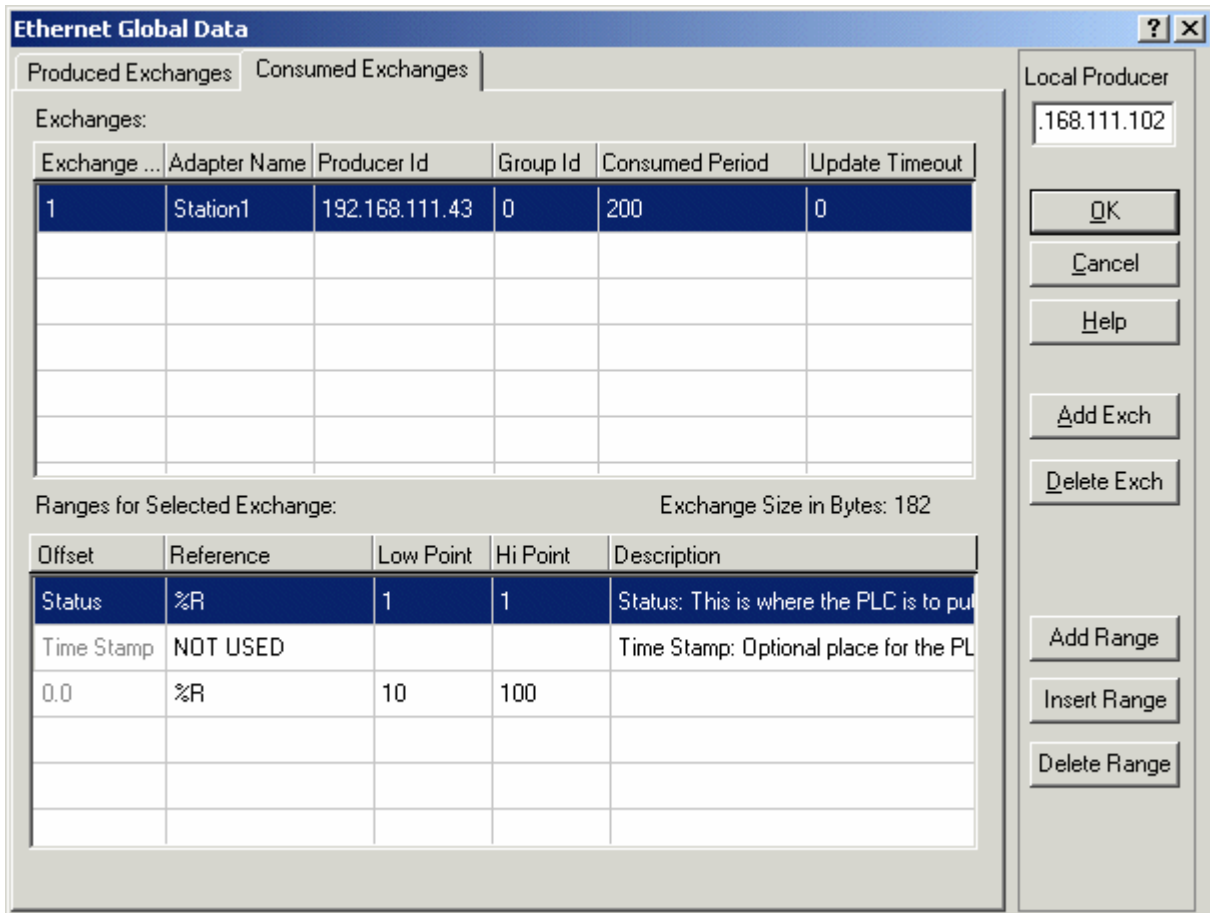 Ethernet Global Data
Produced Exchanges Consumed Exchanges
Exchanges:
Exchange ... Adapter Name Producer Id Group Id Consumed Period Update Timeout
1 Station1 192.168.111.43 0 200 0
Ranges for Selected Exchange: Exchange Size in Bytes: 182
Offset Reference Low Point Hi Point Description
Status %R 1 1 Status: This is where the PLC is to put
Time Stamp NOT USED Time Stamp: Optional place for the PL
0.0 %R 10 100
Local Producer
.168.111.102
OK
Cancel
Help
Add Exch
Delete Exch
Add Range
Insert Range
Delete Range